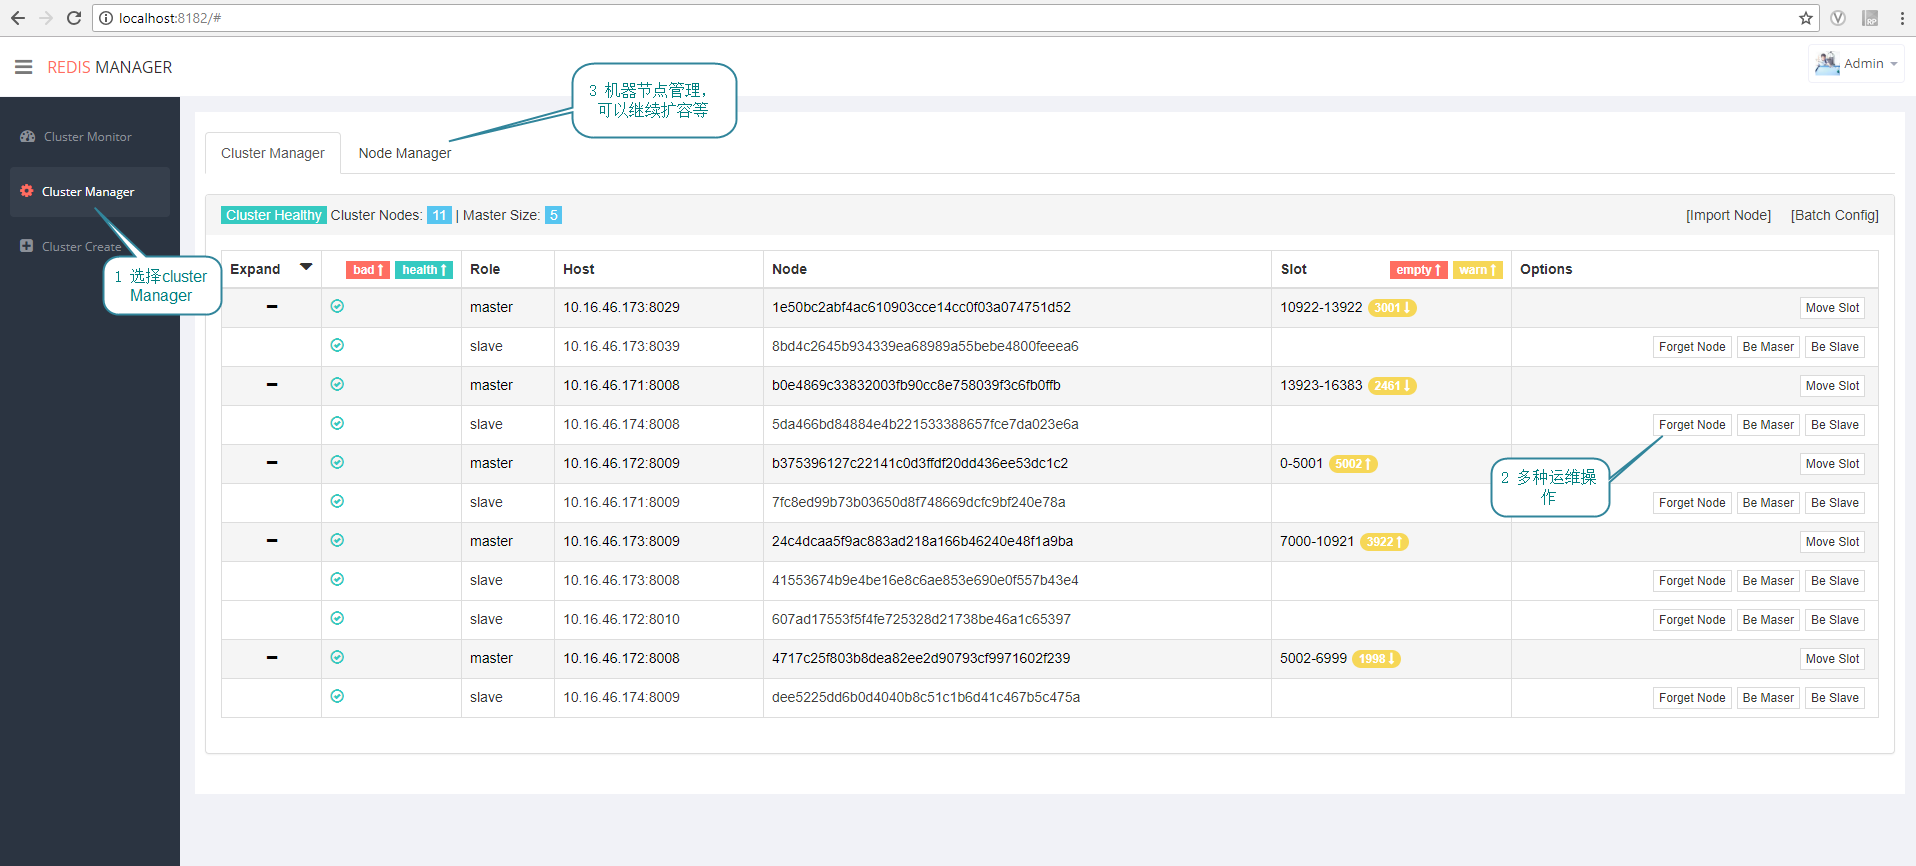 localhost:8182/#
REDIS MANAGER
Admin
Cluster Monitor
Cluster Manager
Cluster Create
1 选择cluster
Manager
3 机器节点管理，
可以继续扩容等
Cluster Manager Node Manager
Cluster Healthy Cluster Nodes: 11 | Master Size: 5 [Import Node] [Batch Config]
Expand bad health Role Host Node Slot empty warn Options
master 10.16.46.173:8029 1e50bc2abf4ac610903cce14cc0f03a074751d52 10922-13922 3001 Move Slot
slave 10.16.46.173:8039 8bd4c2645b934339ea68989a55bebe4800feeea6 Forget Node Be Maser Be Slave
master 10.16.46.171:8008 b0e4869c33832003fb90cc8e758039f3c6fb0ffb 13923-16383 2461 Move Slot
slave 10.16.46.174:8008 5da466bd84884e4b221533388657fce7da023e6a Forget Node Be Maser Be Slave
master 10.16.46.172:8009 b375396127c22141c0d3ffdf20dd436ee53dc1c2 0-5001 5002 Move Slot
slave 10.16.46.171:8009 7fc8ed99b73b03650d8f748669dcfc9bf240e78a Forget Node Be Maser Be Slave
master 10.16.46.173:8009 24c4dcaa5f9ac883ad218a166b46240e48f1a9ba 7000-10921 3922 Move Slot
slave 10.16.46.173:8008 41553674b9e4be16e8c6ae853e690e0f557b43e4 Forget Node Be Maser Be Slave
slave 10.16.46.172:8010 607ad17553f5f4fe725328d21738be46a1c65397 Forget Node Be Maser Be Slave
master 10.16.46.172:8008 4717c25f803b8dea82ee2d90793cf9971602f239 5002-6999 1998 Move Slot
slave 10.16.46.174:8009 dee5225dd6b0d4040b8c51c1b6d41c467b5c475a Forget Node Be Maser Be Slave
2 多种运维操
作